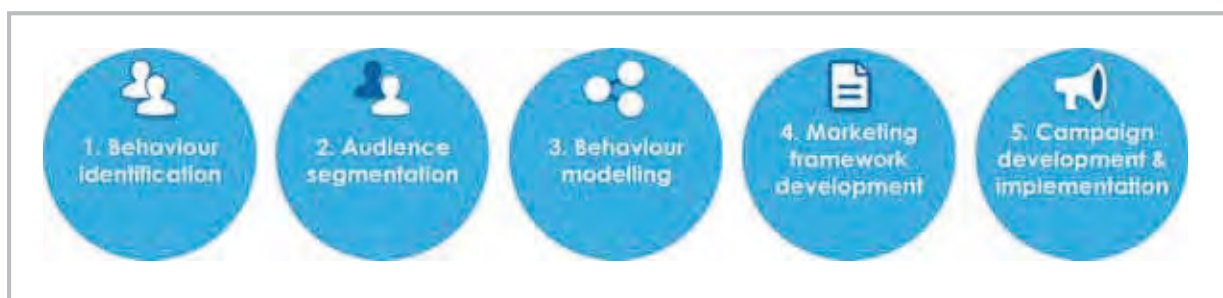 1. Behaviour
identification
2. Audience
segmentation
3. Behaviour
modelling
4. Marketing
framework
development
5. Campaign
development &
implementation